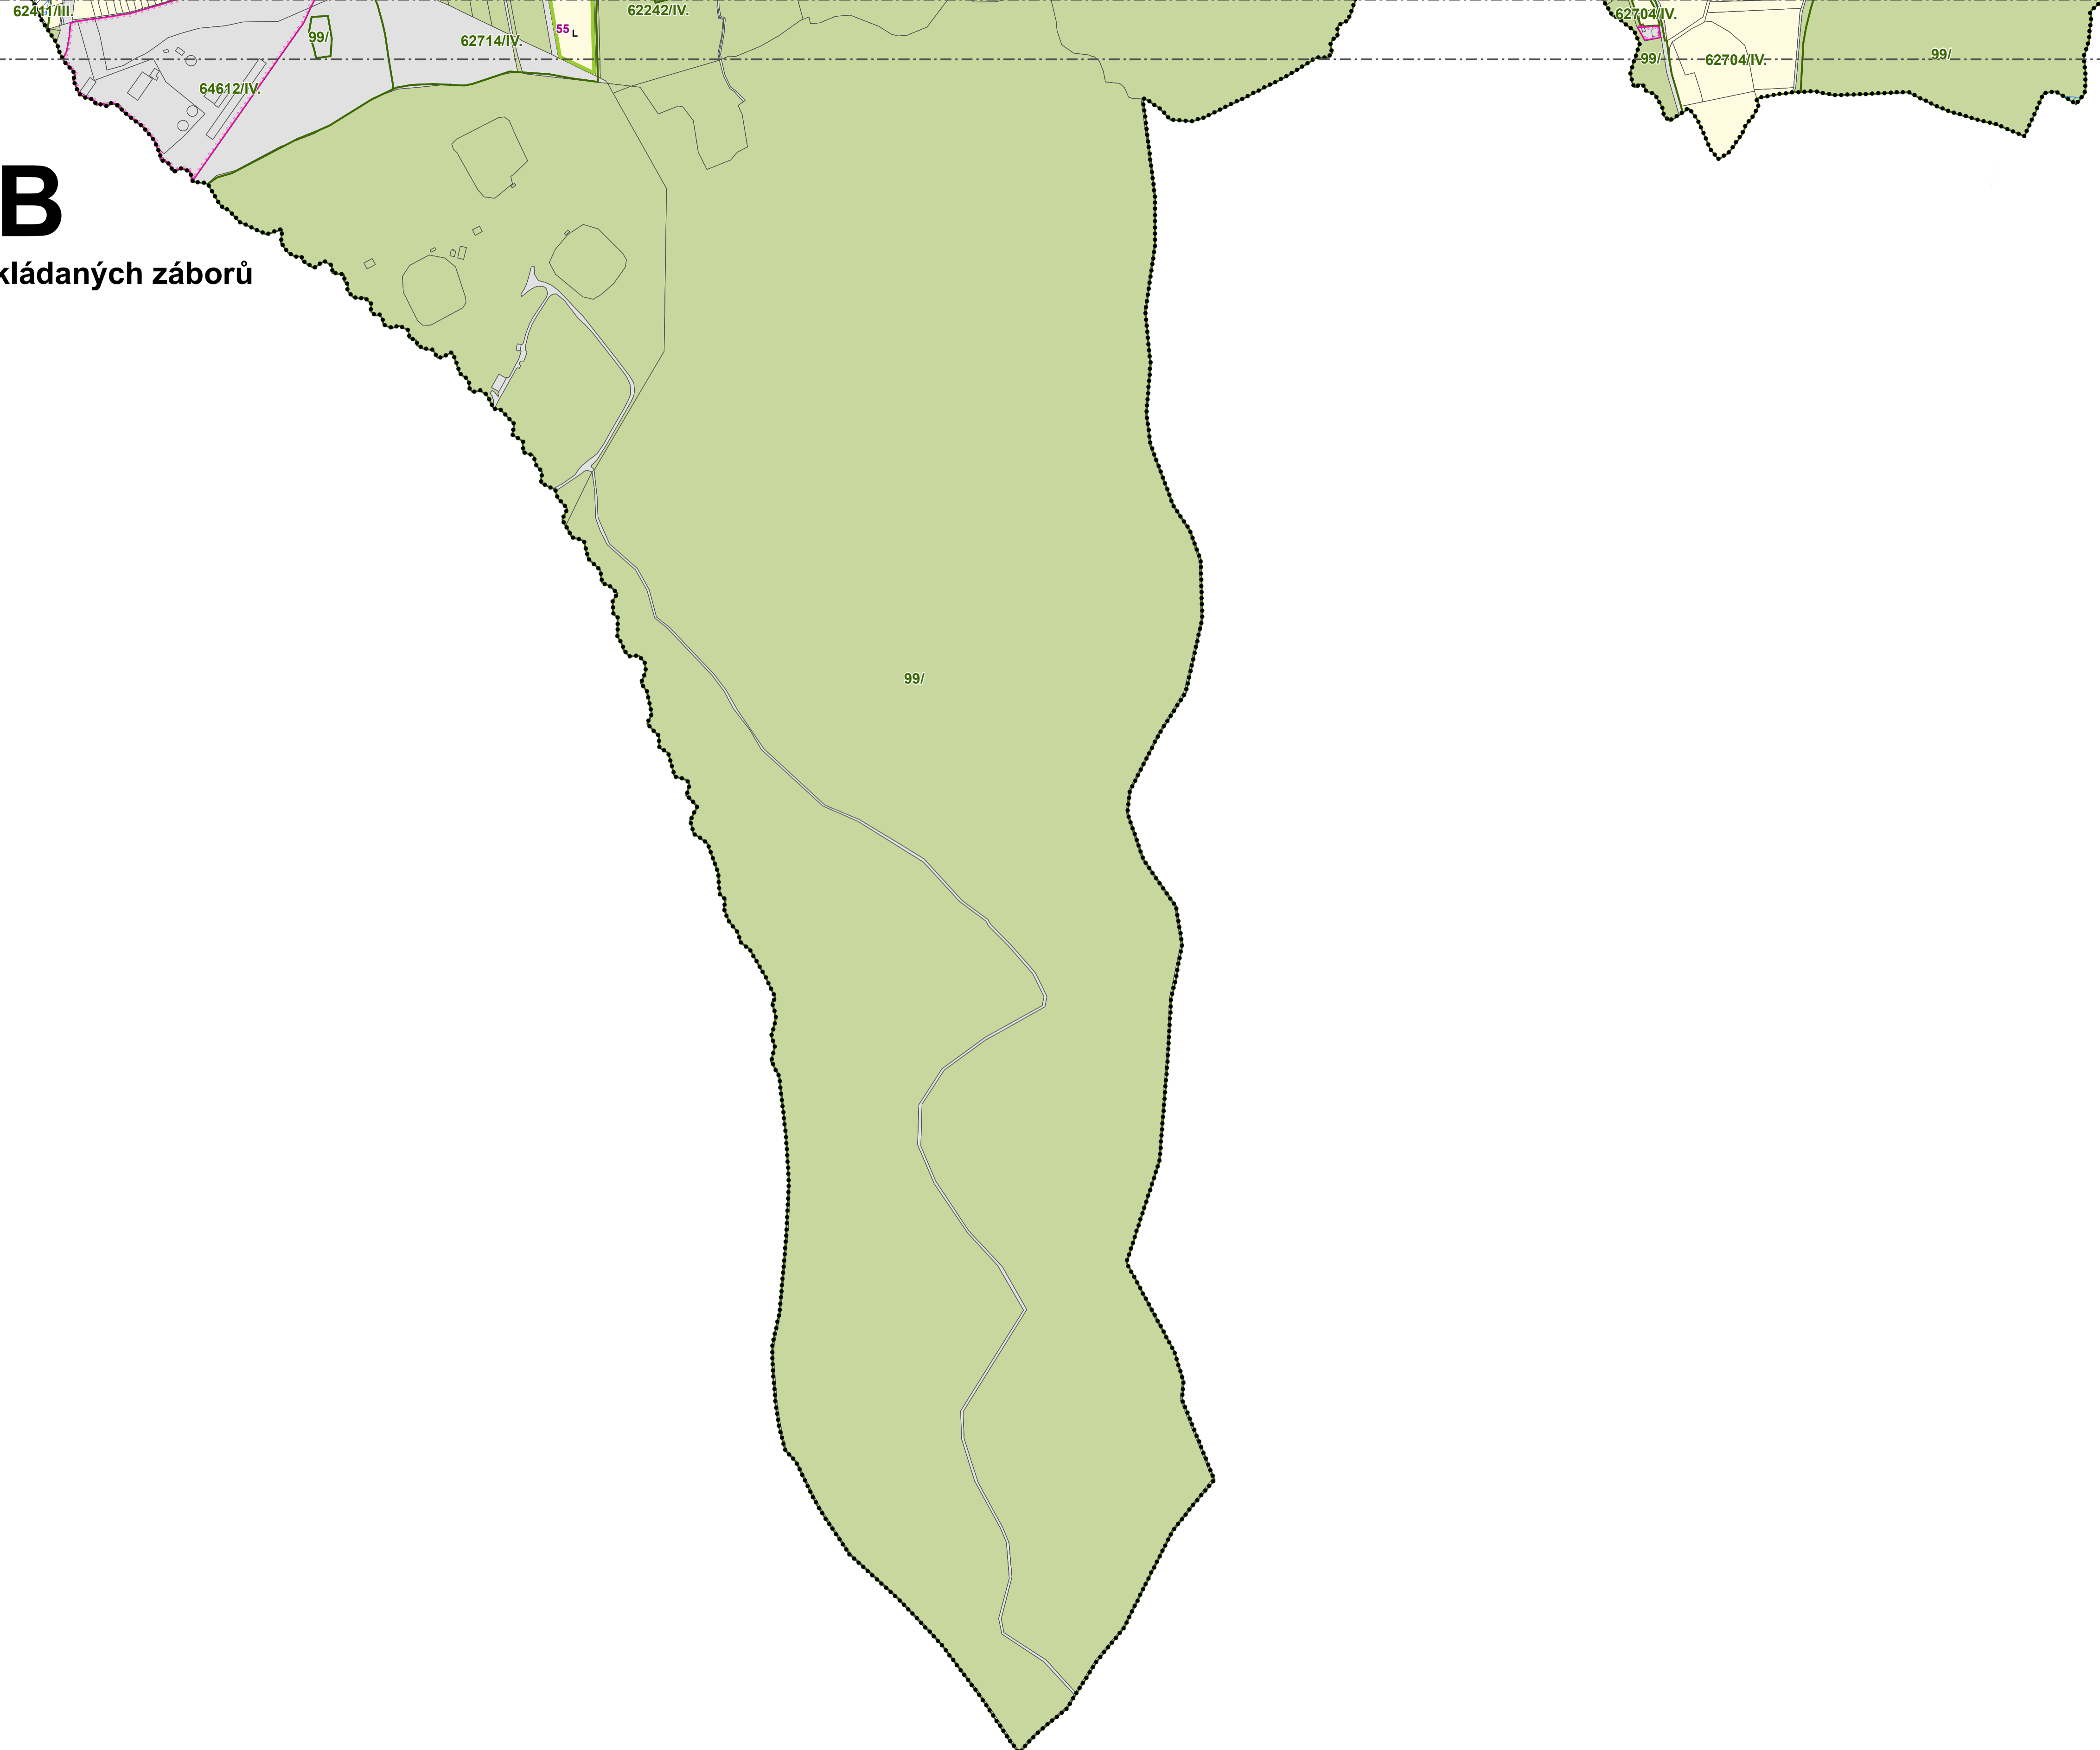 62411/III.
62242/IV.
62704/IV.
55 L
99/
62714/IV.
99/
99/
62704/IV.
64612/IV.
B
kládaných záborů
99/
99/